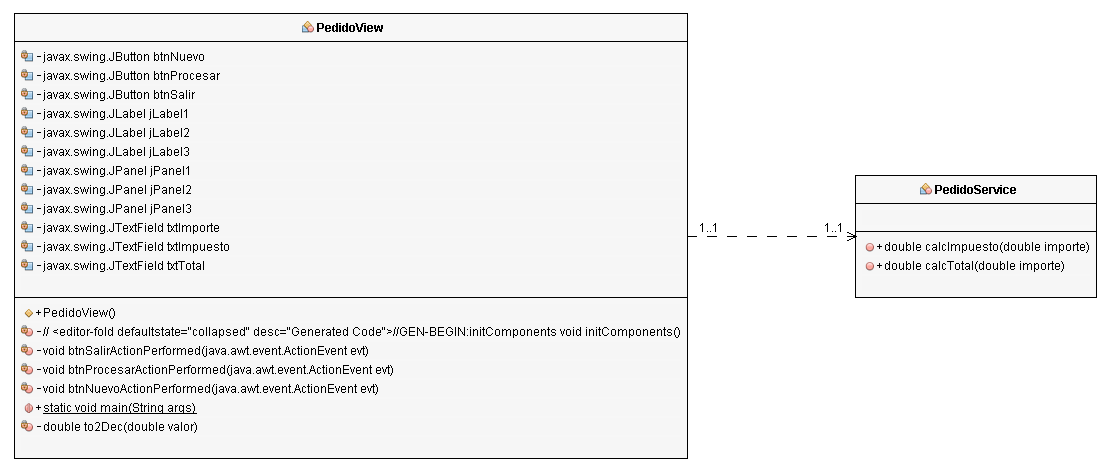 PedidoView
-javax.swing.JButton btnNuevo
-javax.swing.JButton btnProcesar
-javax.swing.JButton btnSalir
-javax.swing.JLabel jLabel1
-javax.swing.JLabel jLabel2
-javax.swing.JLabel jLabel3
-javax.swing.JPanel jPanel1
-javax.swing.JPanel jPanel2
-javax.swing.JPanel jPanel3
-javax.swing.JTextField txtImporte
-javax.swing.JTextField txtImpuesto
-javax.swing.JTextField txtTotal
+PedidoView()
-// <editor-fold defaultstate="collapsed" desc="Generated Code">//GEN-BEGIN:initComponents void initComponents()
-void btnSalirActionPerformed(java.awt.event.ActionEvent evt)
-void btnProcesarActionPerformed(java.awt.event.ActionEvent evt)
-void btnNuevoActionPerformed(java.awt.event.ActionEvent evt)
+static void main(String args)
-double to2Dec(double valor)
1..1
1..1
PedidoService
+double calcImpuesto(double importe)
+double calcTotal(double importe)